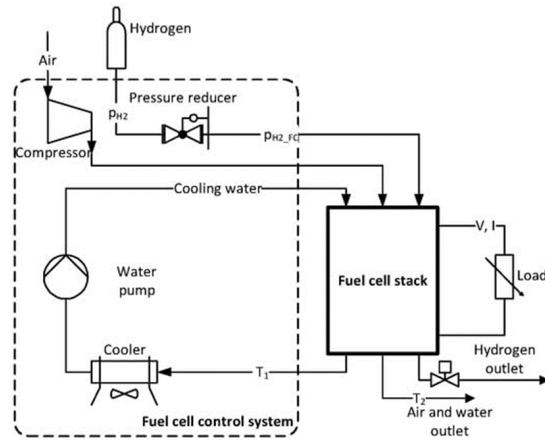 Hydrogen
Air
Pressure reducer
pH2
pH2_FC
Compressor
Cooling water
V, I
Fuel cell stack
Load
Water
pump
Cooler
T1
Hydrogen
outlet
T2
Air and water
outlet
Fuel cell control system